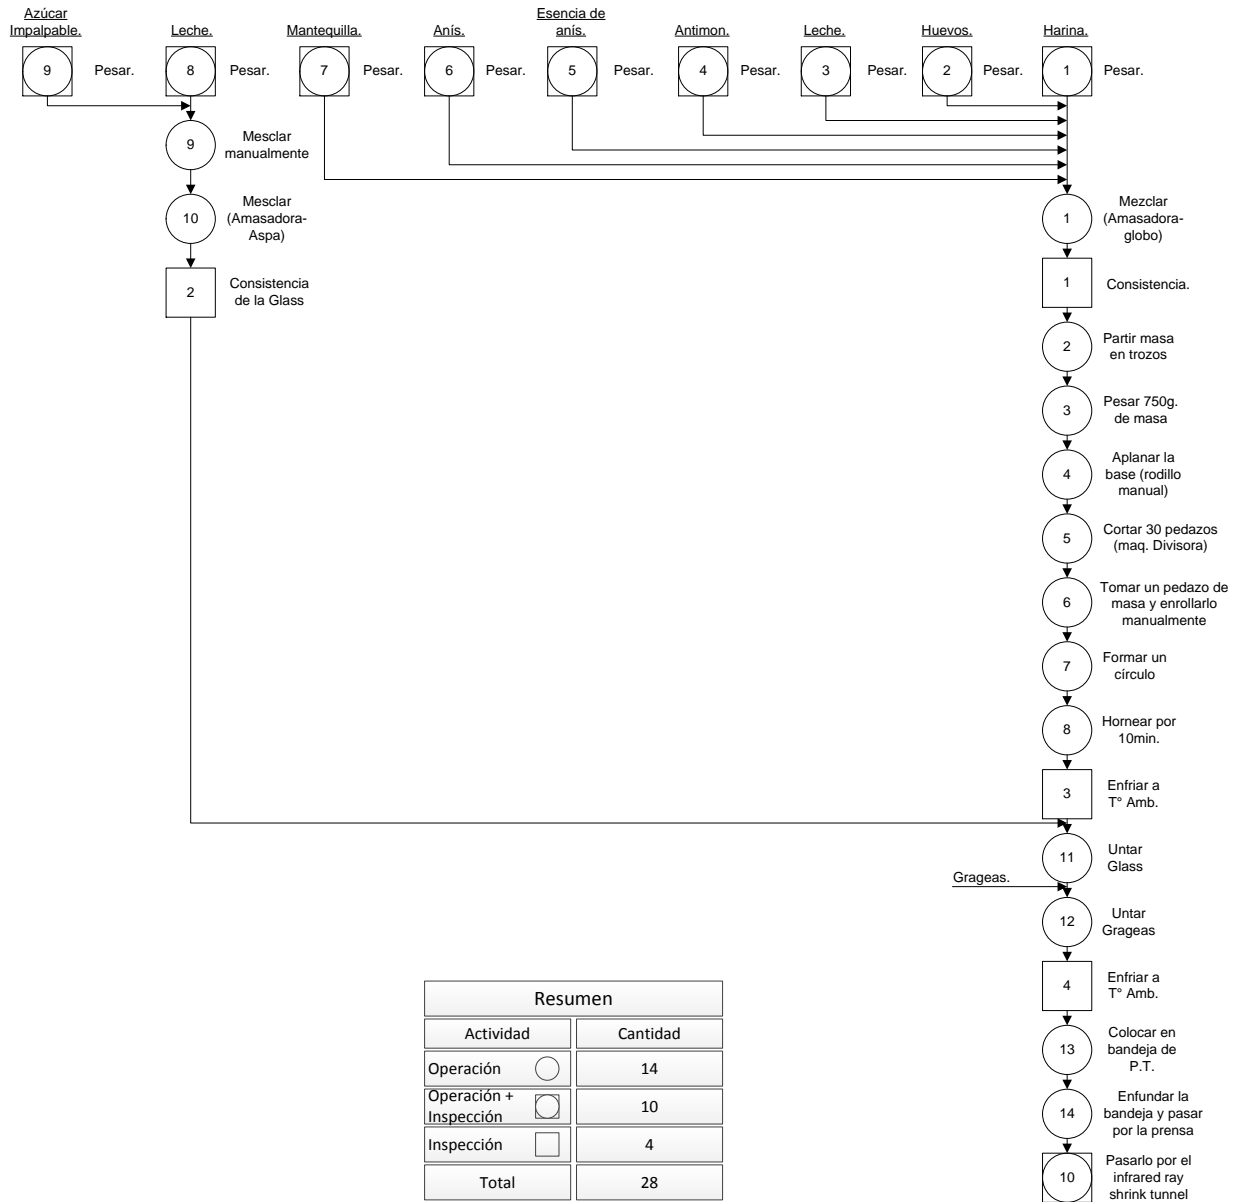 Azúcar
Impalpable.
Leche.
Mantequilla.
Anís.
Esencia de
anís.
Antimon.
Leche.
Huevos.
Harina.
9
Pesar.
8
Pesar.
7
Pesar.
6
Pesar.
5
Pesar.
4
Pesar.
3
Pesar.
2
Pesar.
1
Pesar.
9
Mesclar
manualmente
10
Mesclar
(Amasadora-
Aspa)
2
Consistencia
de la Glass
1
Mezclar
(Amasadora-
globo)
1
Consistencia.
2
Partir masa
en trozos
3
Pesar 750g.
de masa
4
Aplanar la
base (rodillo
manual)
5
Cortar 30 pedazos
(maq. Divisora)
6
Tomar un pedazo de
masa y enrollarlo
manualmente
7
Formar un
círculo
8
Hornear por
10min.
3
Enfriar a
T° Amb.
11
Untar
Glass
Grageas.
12
Untar
Grageas
4
Enfriar a
T° Amb.
13
Colocar en
bandeja de
P.T.
14
Enfundar la
bandeja y pasar
por la prensa
10
Pasarlo por el
infrared ray
shrink tunnel
Resumen
Actividad
Cantidad
Operación
14
Operación +
Inspección
10
Inspección
4
Total
28